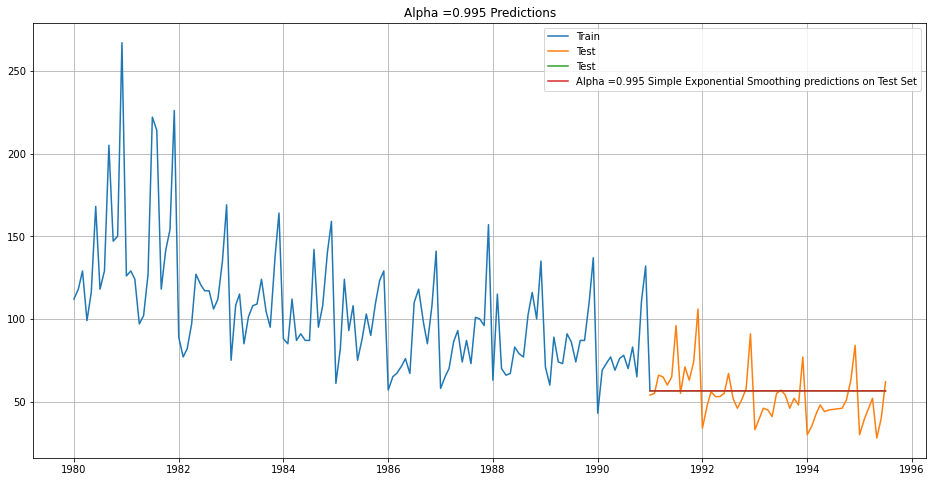 Alpha =0.995 Predictions
Train
Test
Test
Alpha =0.995 Simple Exponential Smoothing predictions on Test Set
250
200
150
100
50
1980 1982 1984 1986 1988 1990 1992 1994 1996